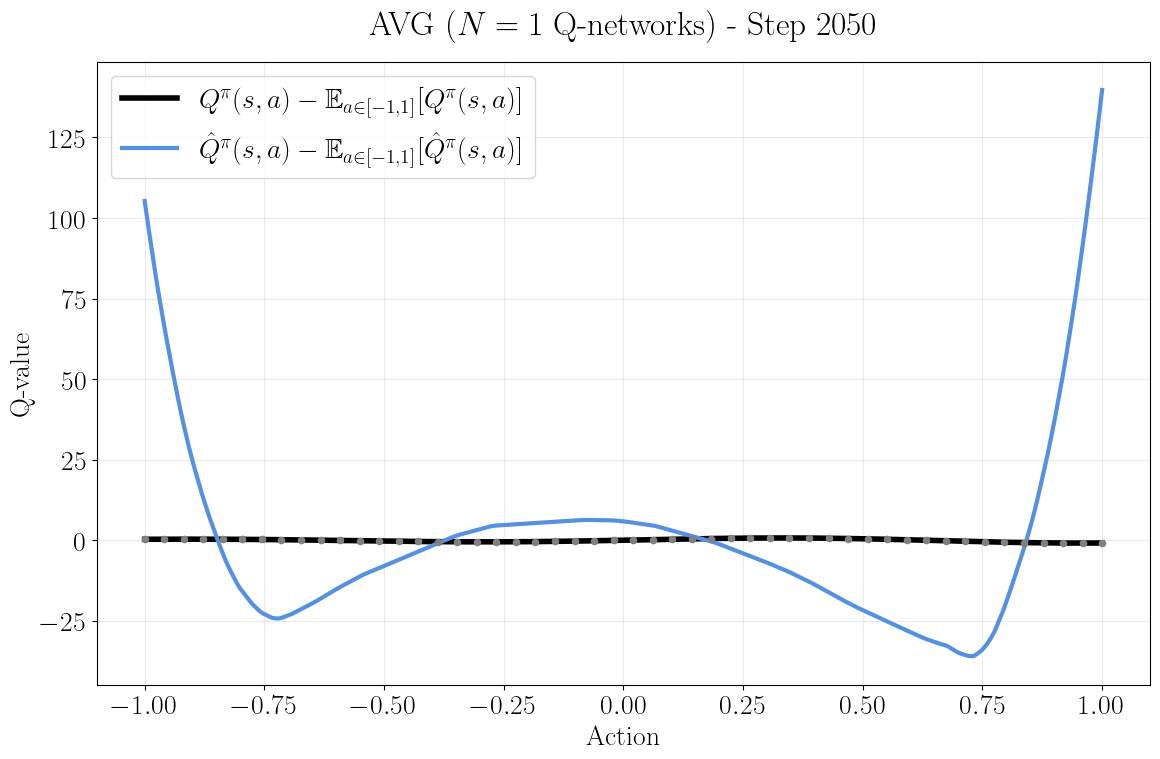 AVG (N = 1 Q-networks) - Step 2050
Q^π(s, a) − 𝔼_{a∈[−1,1]}[Q^π(s, a)]
Q̂^π(s, a) − 𝔼_{a∈[−1,1]}[Q̂^π(s, a)]
125
100
75
50
25
0
−25
Q-value
−1.00 −0.75 −0.50 −0.25 0.00 0.25 0.50 0.75 1.00
Action